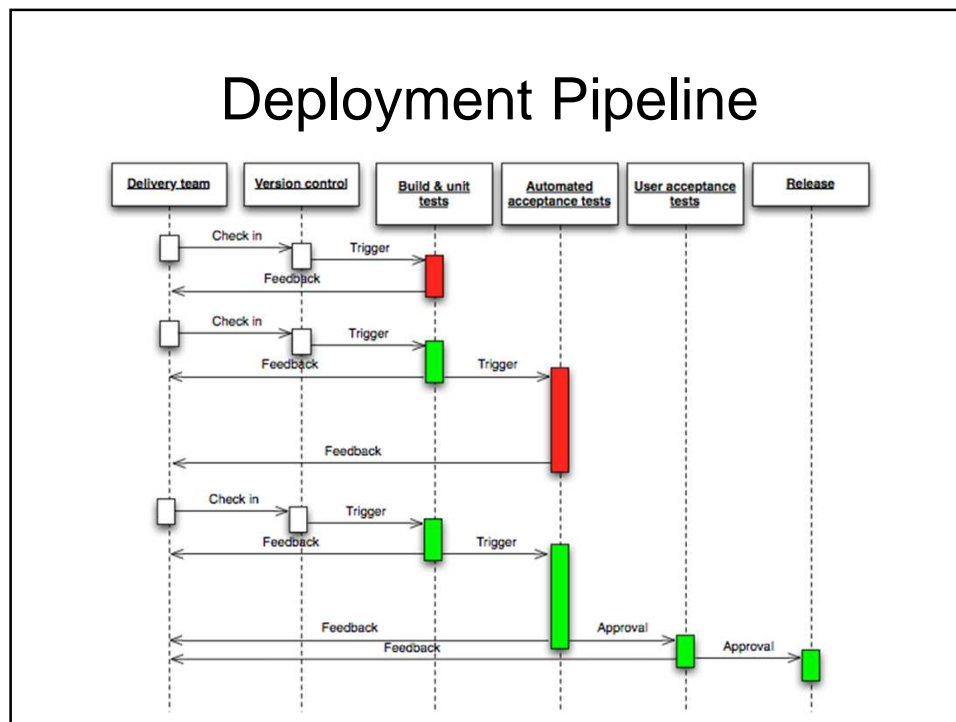 Deployment Pipeline
Delivery team
Version control
Build & unit
tests
Automated
acceptance tests
User acceptance
tests
Release
Check in
Trigger
Feedback
Check in
Trigger
Feedback
Trigger
Feedback
Check in
Trigger
Feedback
Trigger
Feedback
Approval
Feedback
Approval